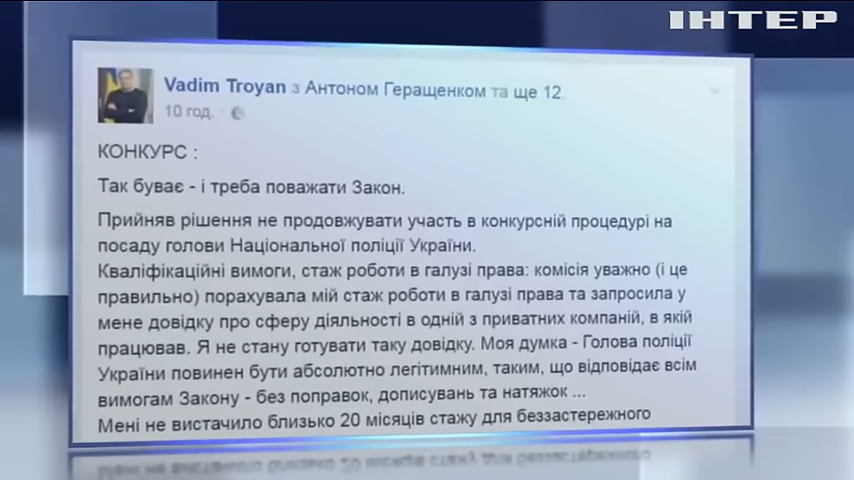 ІНТЕР
Vadim Troyan з Антоном Геращенком та ще 12.
10 год.
КОНКУРС :
Так буває - і треба поважати Закон.
Прийняв рішення не продовжувати участь в конкурсній процедурі на
посаду голови Національної поліції України.
Кваліфікаційні вимоги, стаж роботи в галузі права: комісія уважно (і це
правильно) порахувала мій стаж роботи в галузі права та запросила у
мене довідку про сферу діяльності в одній з приватних компаній, в якій
працював. Я не стану готувати таку довідку. Моя думка - Голова поліції
України повинен бути абсолютно легітимним, таким, що відповідає всім
вимогам Закону - без поправок, дописувань та натяжок ...
Мені не вистачило близько 20 місяців стажу для беззастережного